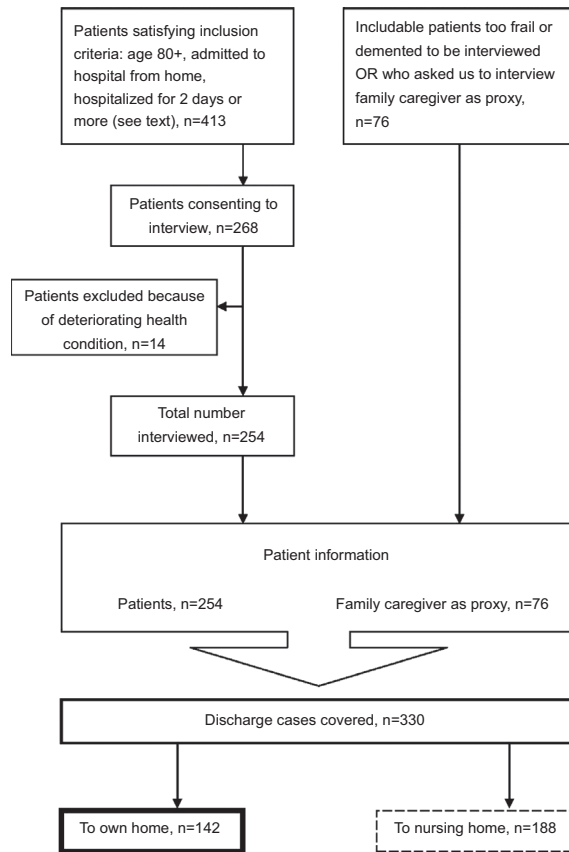 Patients satisfying inclusion
criteria: age 80+, admitted to
hospital from home,
hospitalized for 2 days or
more (see text), n=413
Includable patients too frail or
demented to be interviewed
OR who asked us to interview
family caregiver as proxy,
n=76
Patients consenting to
interview, n=268
Patients excluded because
of deteriorating health
condition, n=14
Total number
interviewed, n=254
Patient information
Patients, n=254
Family caregiver as proxy, n=76
Discharge cases covered, n=330
To own home, n=142
To nursing home, n=188